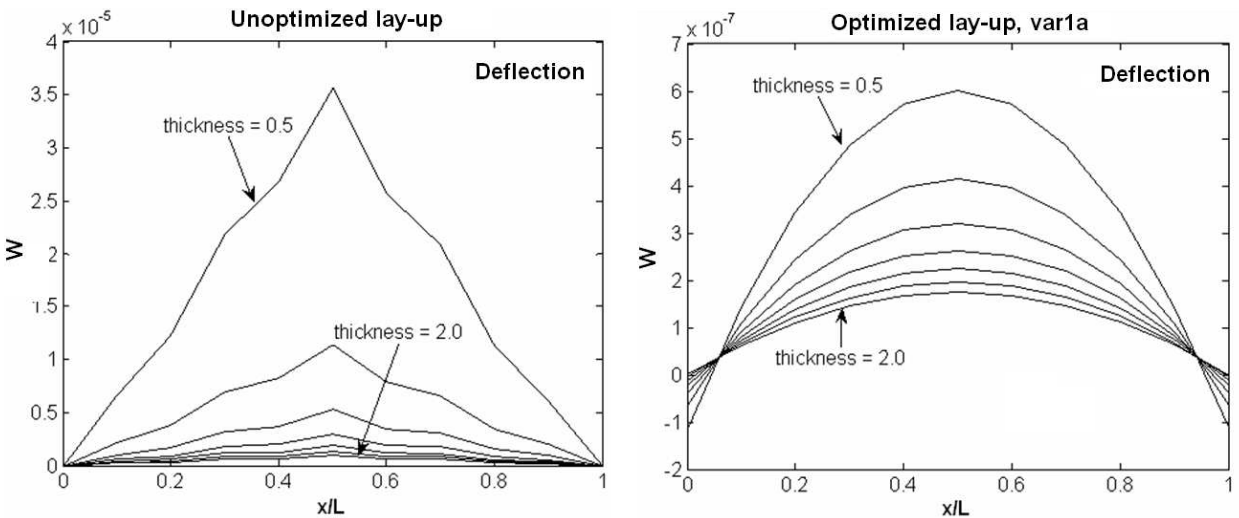 Unoptimized lay-up
x 10-5
Deflection
thickness = 0.5
thickness = 2.0
W
4
3.5
3
2.5
2
1.5
1
0.5
0
0 0.2 0.4 0.6 0.8 1
x/L
Optimized lay-up, var1a
x 10-7
Deflection
thickness = 0.5
thickness = 2.0
W
7
6
5
4
3
2
1
0
-1
-2
0 0.2 0.4 0.6 0.8 1
x/L